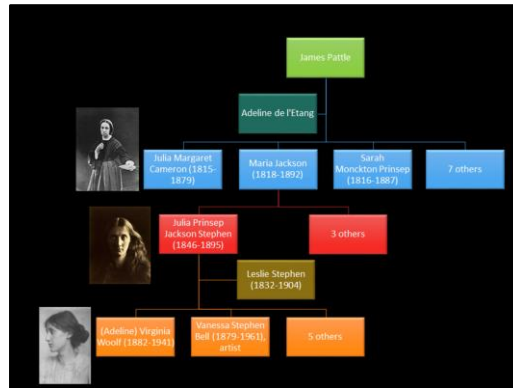 James Pattle
Adeline de l'Etang
Julia Margaret
Cameron (1815-
1879)
Maria Jackson
(1818-1892)
Sarah
Monckton Prinsep
(1816-1887)
7 others
Julia Prinsep
Jackson Stephen
(1846-1895)
3 others
Leslie Stephen
(1832-1904)
(Adeline) Virginia
Woolf (1882-1941)
Vanessa Stephen
Bell (1879-1961),
artist
5 others